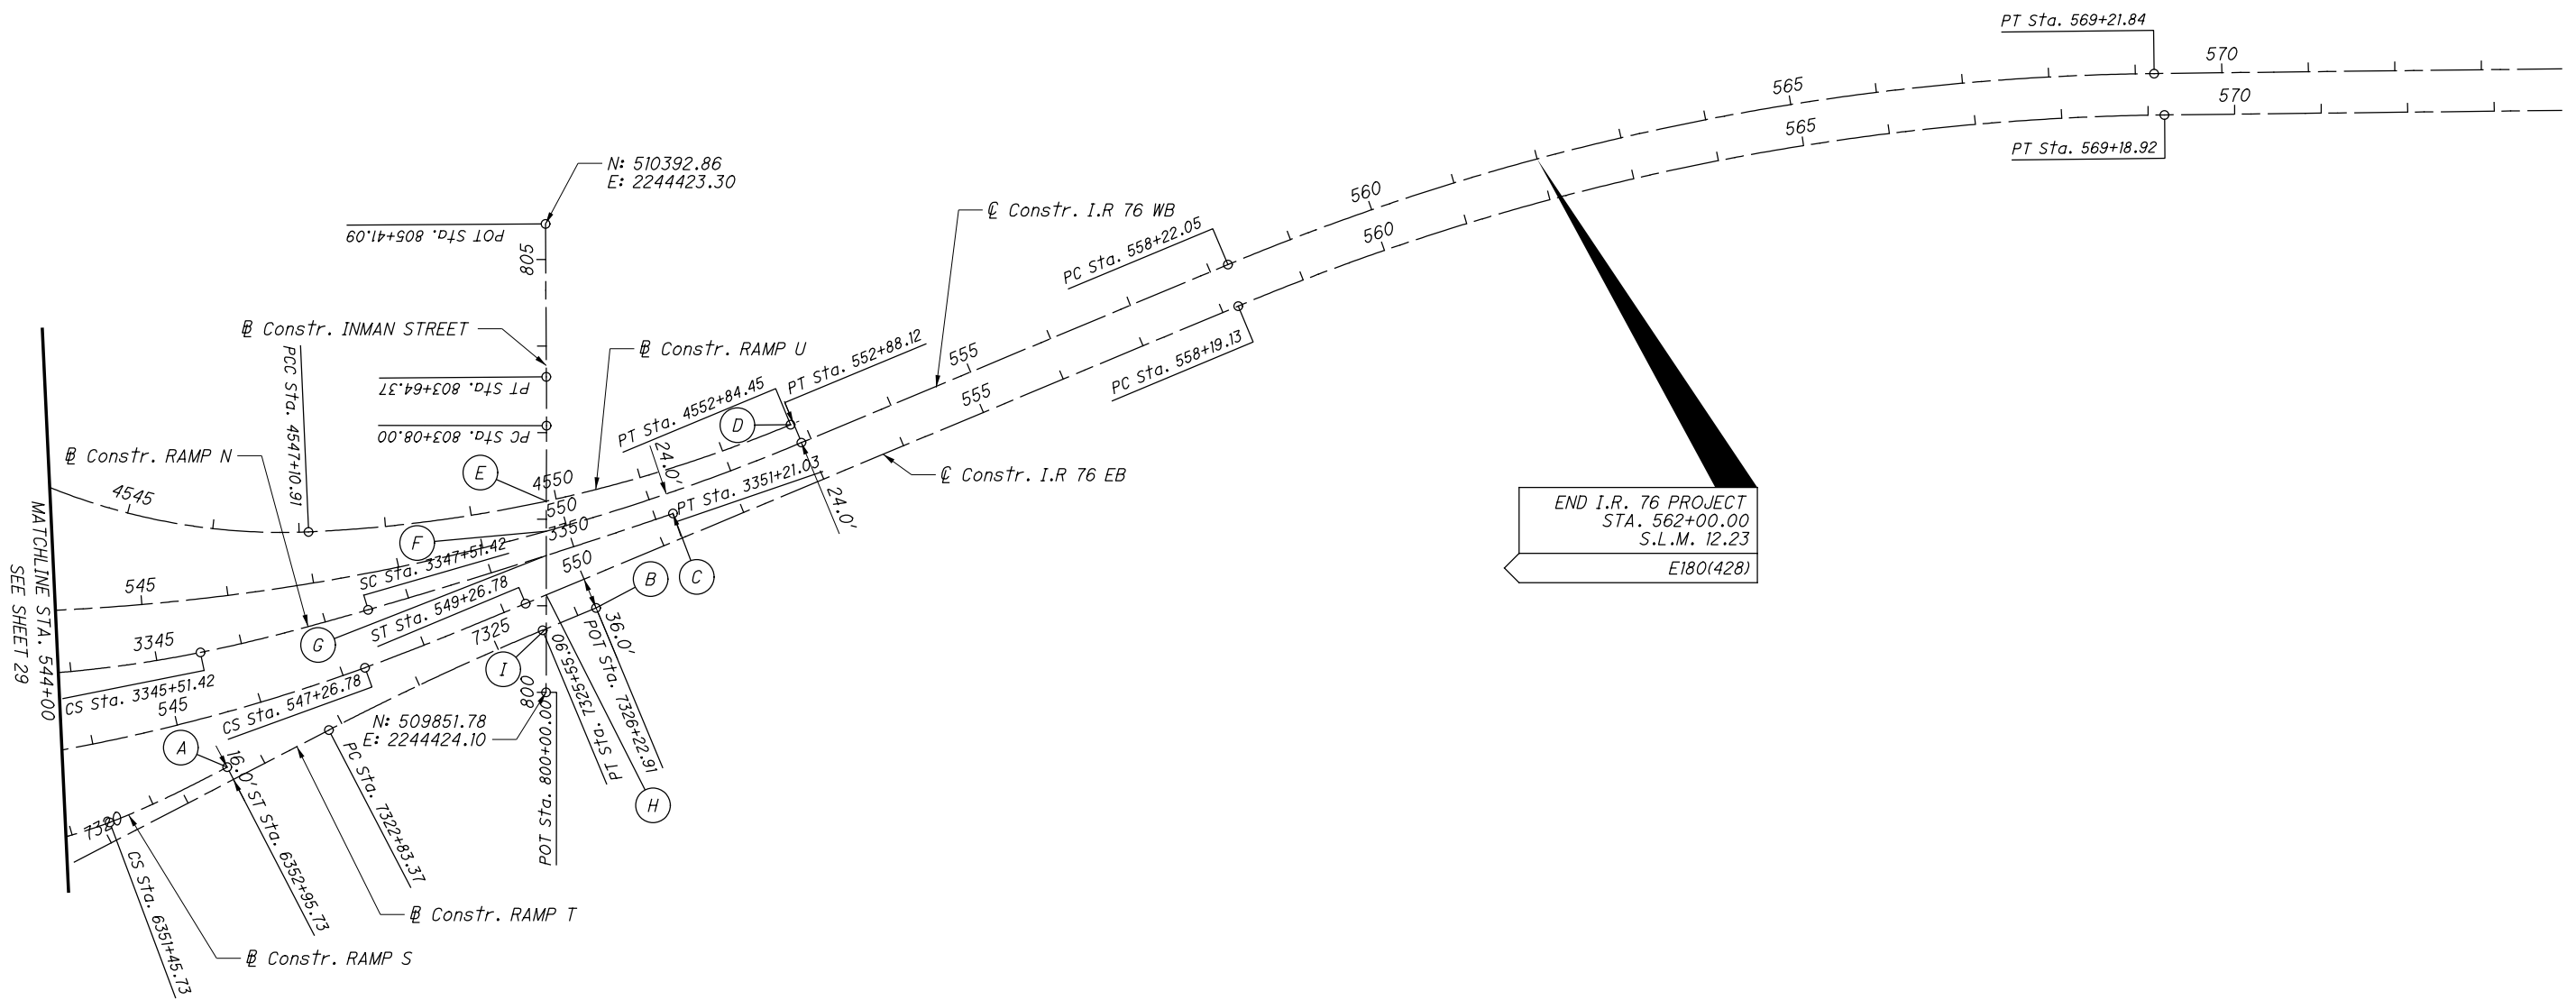 PT Sta. 569+21.84
570
565
570
565
PT Sta. 569+18.92
N: 510392.86
E: 2244423.30
560
℄ Constr. I.R 76 WB
PC Sta. 558+22.05
560
POT Sta. 805+41.09
805
PC Sta. 558+19.13
℄ Constr. INMAN STREET
℄ Constr. RAMP U
PT Sta. 552+88.12
555
555
PT Sta. 803+64.37
PT Sta. 4552+84.45
PCC Sta. 4547+10.91
PC Sta. 803+08.00
D
℄ Constr. RAMP N
24.0'
E
4550
℄ Constr. I.R 76 EB
PT Sta. 3351+21.03
24.0'
4545
550
3350
F
END I.R. 76 PROJECT
STA. 562+00.00
S.L.M. 12.23
E180(428)
MATCHLINE STA. 544+00
SEE SHEET 29
545
SC Sta. 3347+51.42
550
B
C
ST Sta. 549+26.78
3345
G
7325
36.0'
I
CS Sta. 3345+51.42
545
CS Sta. 547+26.78
800
POT Sta. 7326+22.91
PT Sta. 7325+55.90
N: 509851.78
E: 2244424.10
A
16.0'
H
POT Sta. 800+00.00
PC Sta. 7322+83.37
7320
ST Sta. 6352+95.73
CS Sta. 6351+45.73
℄ Constr. RAMP T
℄ Constr. RAMP S